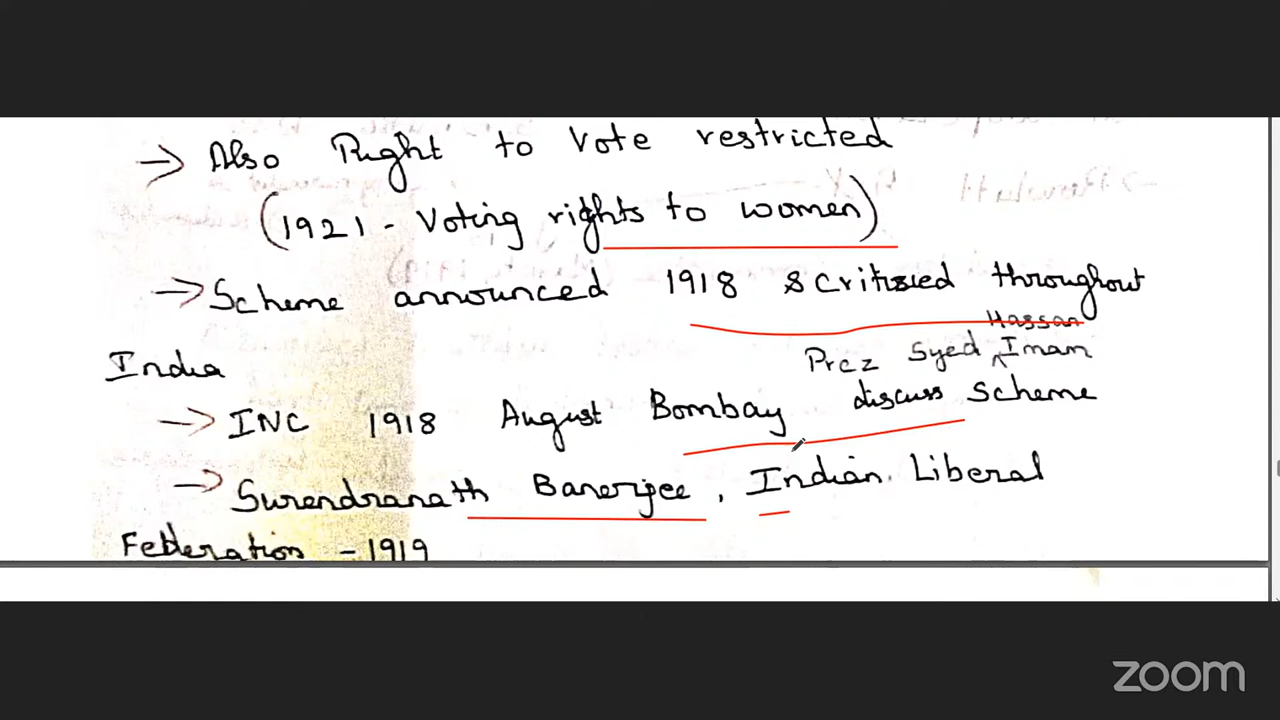 → Also Right to Vote restricted
(1921 - Voting rights to women)
→ Scheme announced 1918 & critized throughout
India
Hassan
Prez Syed ^ Imam
→ INC 1918 August Bombay discuss Scheme
→ Surendranath Banerjee, Indian Liberal
Federation - 1919
zoom